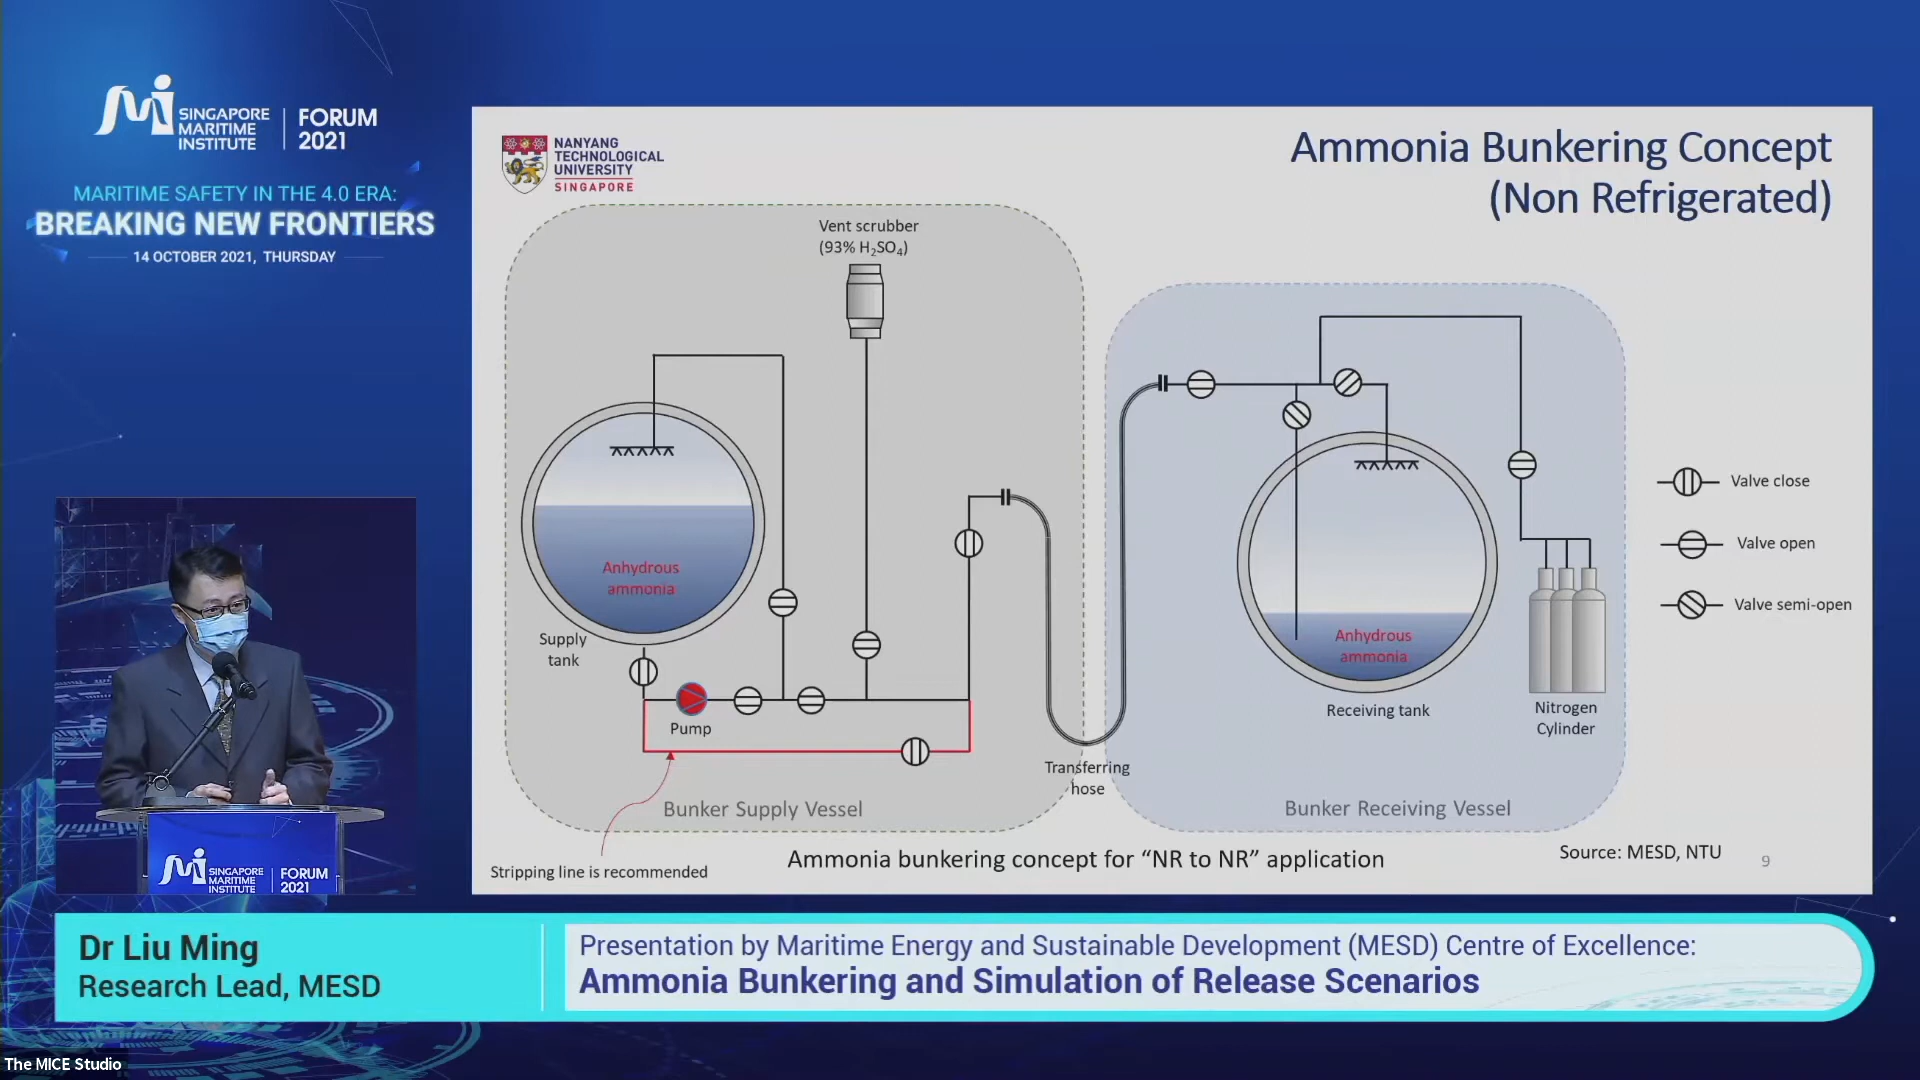 SINGAPORE
MARITIME
INSTITUTE
FORUM
2021
MARITIME SAFETY IN THE 4.0 ERA:
BREAKING NEW FRONTIERS
14 OCTOBER 2021, THURSDAY
NANYANG
TECHNOLOGICAL
UNIVERSITY
SINGAPORE
Ammonia Bunkering Concept
(Non Refrigerated)
Vent scrubber
(93% H₂SO₄)
Anhydrous
ammonia
Supply
tank
Pump
Bunker Supply Vessel
Stripping line is recommended
Transferring
hose
Anhydrous
ammonia
Receiving tank
Nitrogen
Cylinder
Bunker Receiving Vessel
Valve close
Valve open
Valve semi-open
Ammonia bunkering concept for “NR to NR” application
Source: MESD, NTU
9
SINGAPORE
MARITIME
INSTITUTE
FORUM
2021
Dr Liu Ming
Research Lead, MESD
Presentation by Maritime Energy and Sustainable Development (MESD) Centre of Excellence:
Ammonia Bunkering and Simulation of Release Scenarios
The MICE Studio